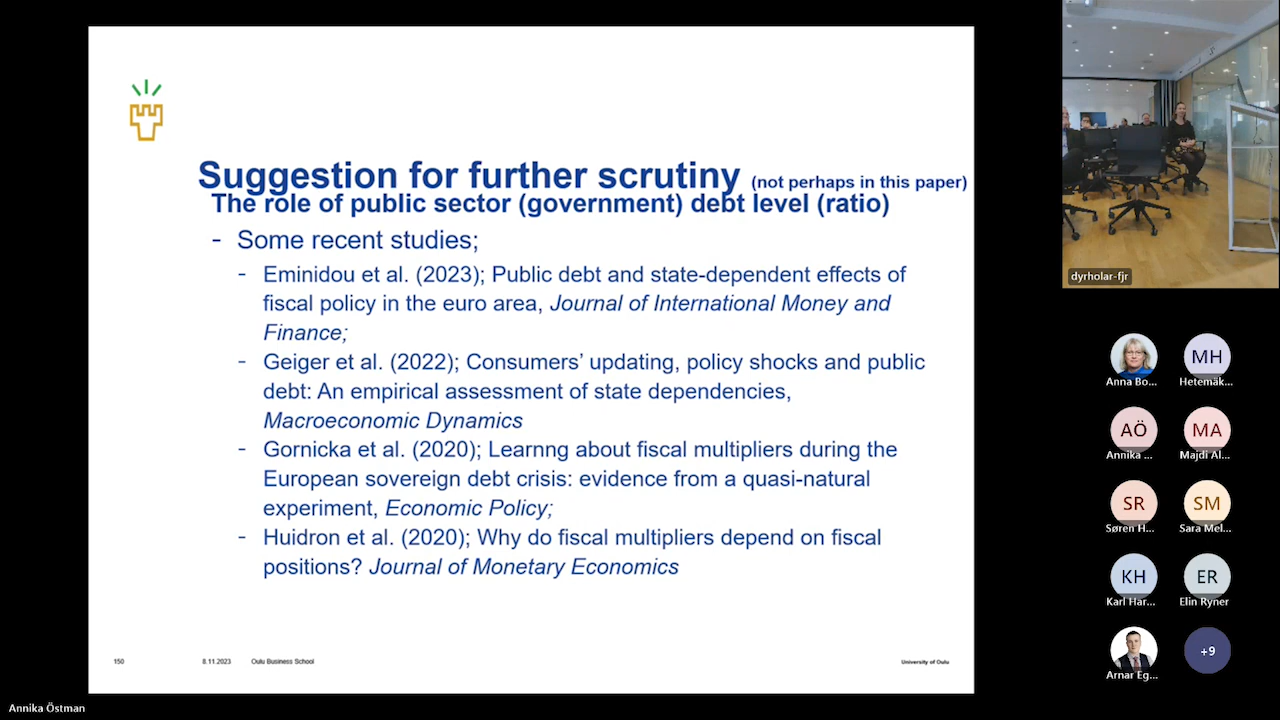 Suggestion for further scrutiny (not perhaps in this paper)
The role of public sector (government) debt level (ratio)
- Some recent studies;
- Eminidou et al. (2023); Public debt and state-dependent effects of
fiscal policy in the euro area, Journal of International Money and
Finance;
- Geiger et al. (2022); Consumers' updating, policy shocks and public
debt: An empirical assessment of state dependencies,
Macroeconomic Dynamics
- Gornicka et al. (2020); Learnng about fiscal multipliers during the
European sovereign debt crisis: evidence from a quasi-natural
experiment, Economic Policy;
- Huidron et al. (2020); Why do fiscal multipliers depend on fiscal
positions? Journal of Monetary Economics
150 8.11.2023 Oulu Business School University of Oulu
Annika Östman
dyrholar-fjr
MH
Anna Bo... Hetemäk...
AÖ MA
Annika ... Majdi Al...
SR SM
Søren H... Sara Mel...
KH ER
Karl Har... Elin Ryner
+9
Arnar Eg...